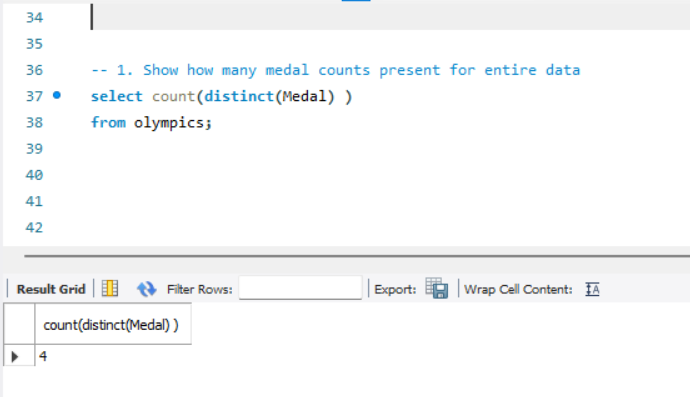 34
35
36 -- 1. Show how many medal counts present for entire data
37 select count(distinct(Medal) )
38 from olympics;
39
40
41
42
Result Grid Filter Rows: Export: Wrap Cell Content: IA
count(distinct(Medal) )
4